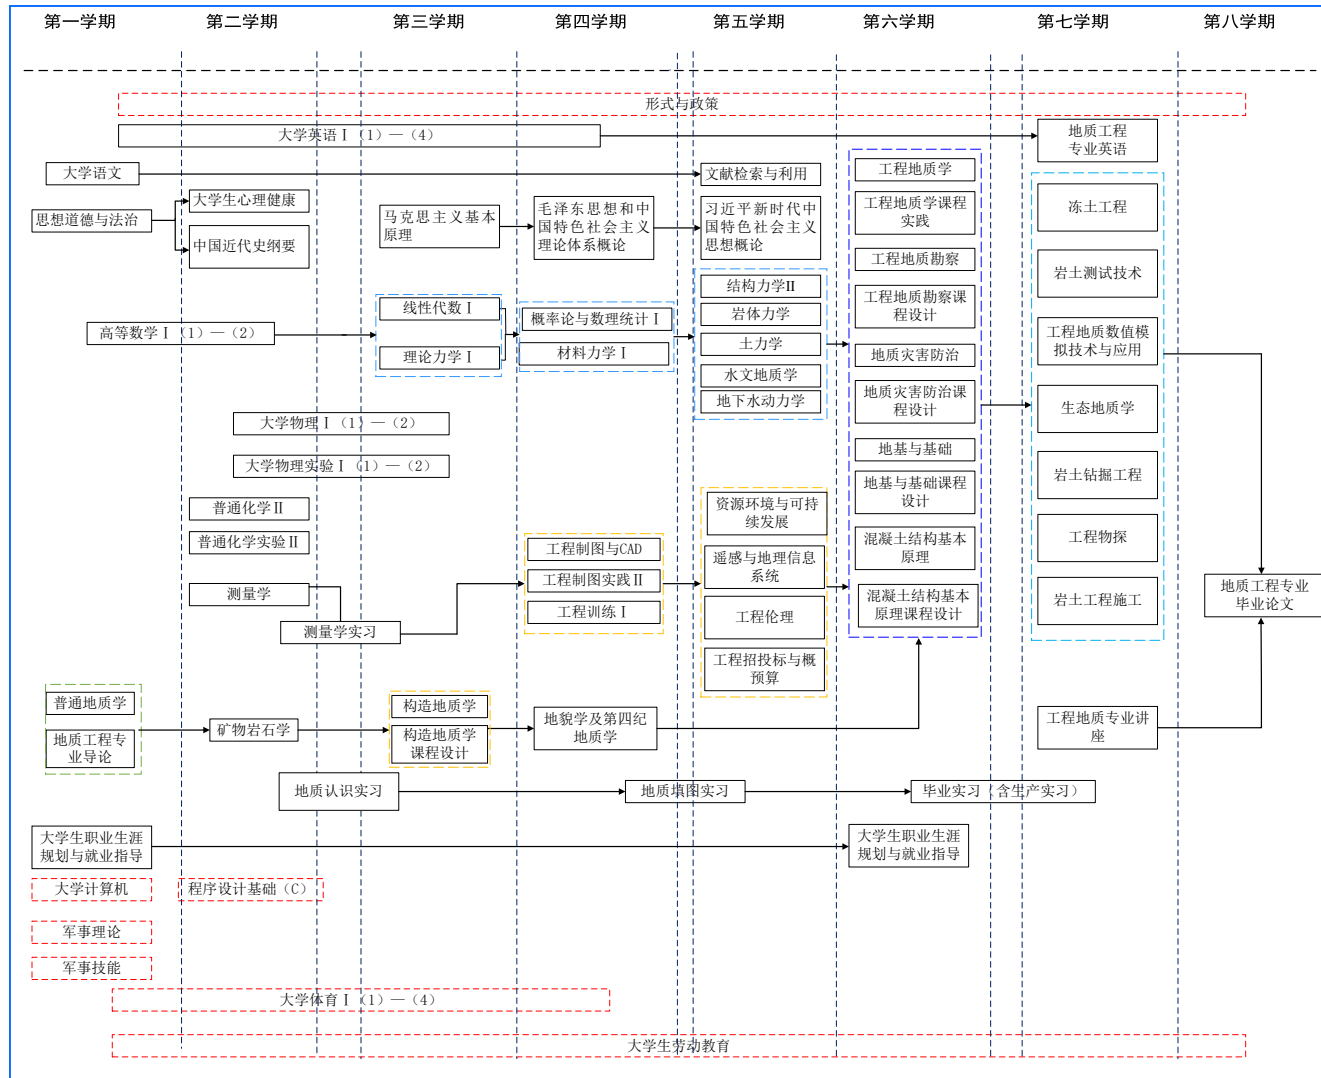 第一学期 第二学期 第三学期 第四学期 第五学期 第六学期 第七学期 第八学期
形式与政策
大学英语Ⅰ（1）—（4）
地质工程
专业英语
大学语文
文献检索与利用
思想道德与法治
大学生心理健康
中国近代史纲要
马克思主义基本
原理
毛泽东思想和中
国特色社会主义
理论体系概论
习近平新时代中
国特色社会主义
思想概论
高等数学Ⅰ（1）—（2）
线性代数Ⅰ
理论力学Ⅰ
概率论与数理统计Ⅰ
材料力学Ⅰ
结构力学Ⅱ
岩体力学
土力学
水文地质学
地下水动力学
工程地质学
工程地质学课程
实践
工程地质勘察
工程地质勘察课
程设计
地质灾害防治
地质灾害防治课
程设计
地基与基础
地基与基础课程
设计
混凝土结构基本
原理
混凝土结构基本
原理课程设计
冻土工程
岩土测试技术
工程地质数值模
拟技术与应用
生态地质学
岩土钻掘工程
工程物探
岩土工程施工
大学物理Ⅰ（1）—（2）
大学物理实验Ⅰ（1）—（2）
普通化学Ⅱ
普通化学实验Ⅱ
测量学
测量学实习
工程制图与CAD
工程制图实践Ⅱ
工程训练Ⅰ
资源环境与可持
续发展
遥感与地理信息
系统
工程伦理
工程招投标与概
预算
地质工程专业
毕业论文
普通地质学
地质工程专
业导论
矿物岩石学
构造地质学
构造地质学
课程设计
地貌学及第四纪
地质学
工程地质专业讲
座
地质认识实习
地质填图实习
毕业实习（含生产实习）
大学生职业生涯
规划与就业指导
大学生职业生涯
规划与就业指导
大学计算机
程序设计基础（C）
军事理论
军事技能
大学体育Ⅰ（1）—（4）
大学生劳动教育